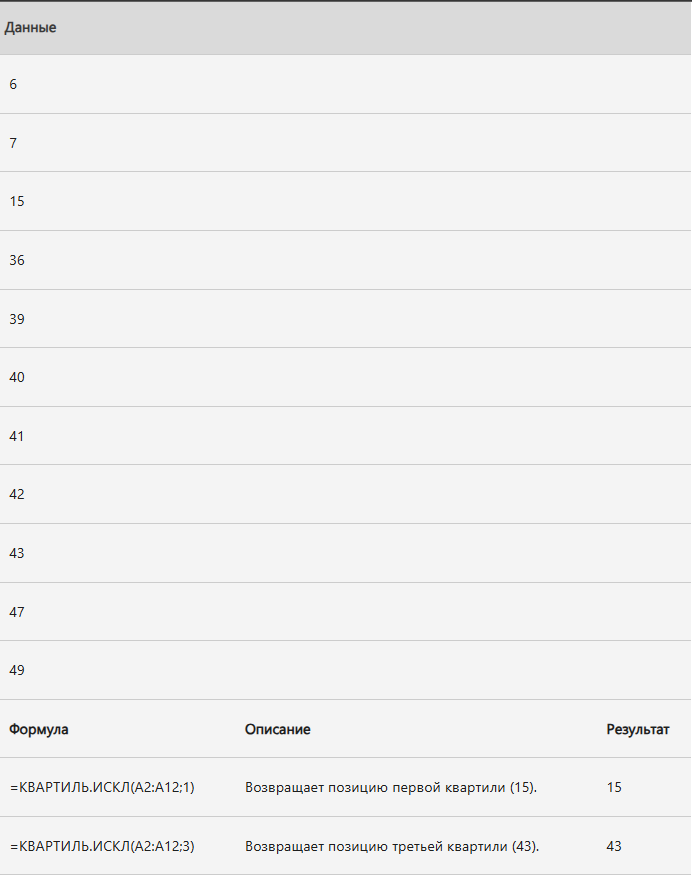 Данные
6
7
15
36
39
40
41
42
43
47
49
Формула Описание Результат
=КВАРТИЛЬ.ИСКЛ(A2:A12;1) Возвращает позицию первой квартили (15). 15
=КВАРТИЛЬ.ИСКЛ(A2:A12;3) Возвращает позицию третьей квартили (43). 43